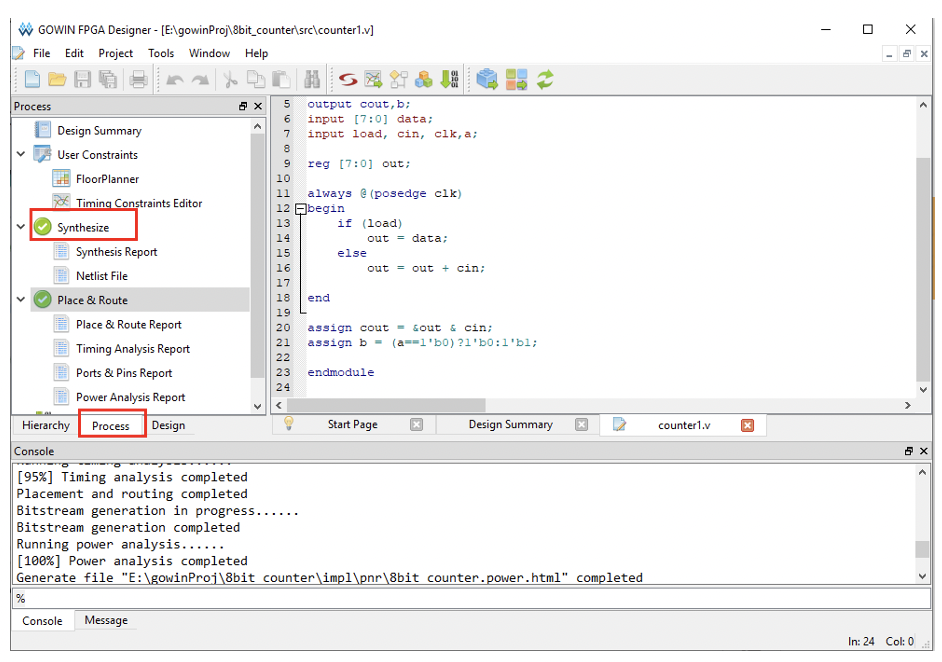 GOWIN FPGA Designer - [E:\gowinProj\8bit_counter\src\counter1.v]
File Edit Project Tools Window Help
Process
Design Summary
User Constraints
FloorPlanner
Timing Constraints Editor
Synthesize
Synthesis Report
Netlist File
Place & Route
Place & Route Report
Timing Analysis Report
Ports & Pins Report
Power Analysis Report
Hierarchy Process Design
5 output cout,b;
6 input [7:0] data;
7 input load, cin, clk,a;
8
9 reg [7:0] out;
10
11 always @(posedge clk)
12 begin
13 if (load)
14 out = data;
15 else
16 out = out + cin;
17
18 end
19
20 assign cout = &out & cin;
21 assign b = (a==1'b0)?1'b0:1'b1;
22
23 endmodule
24
Start Page Design Summary counter1.v
Console
Running timing analysis......
[95%] Timing analysis completed
Placement and routing completed
Bitstream generation in progress......
Bitstream generation completed
Running power analysis......
[100%] Power analysis completed
Generate file "E:\gowinProj\8bit counter\impl\pnr\8bit counter.power.html" completed
%
Console Message
ln: 24 Col: 0